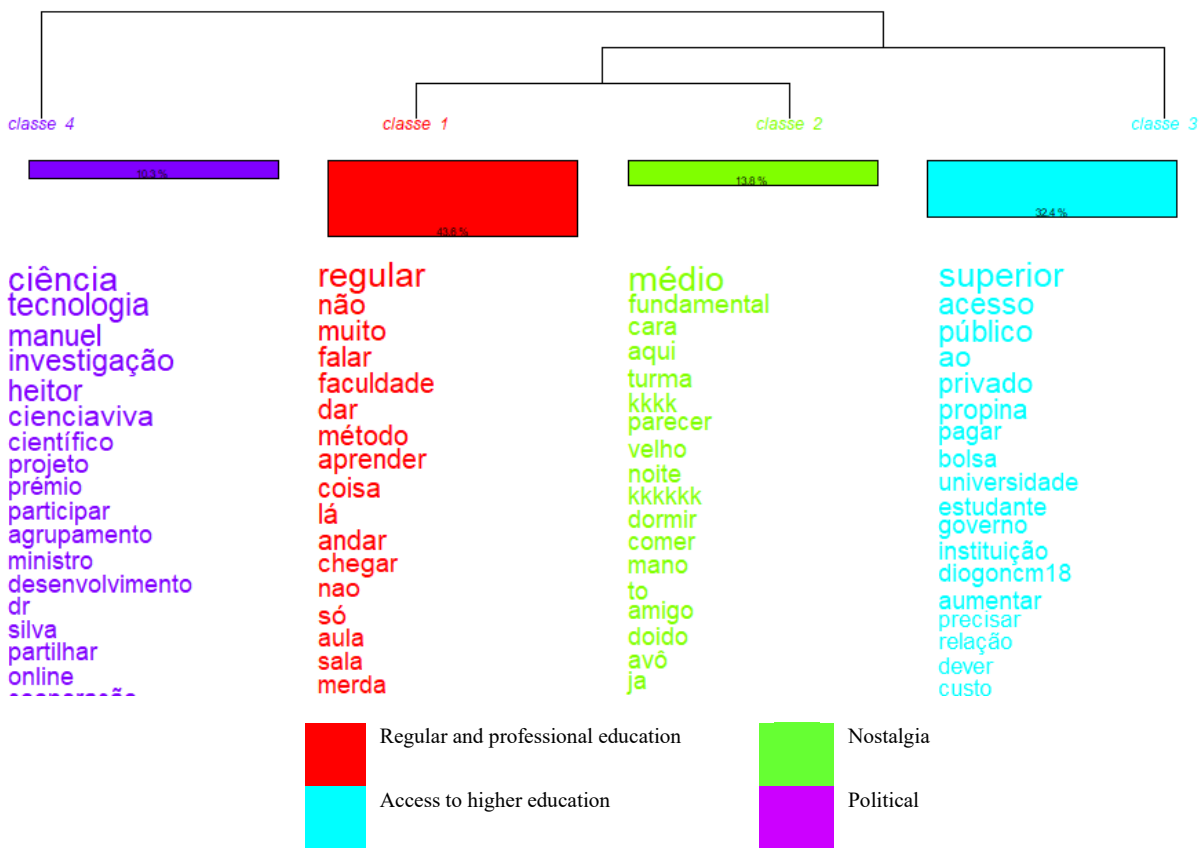 classe 4
classe 1
classe 2
classe 3
10.3 %
32.4 %
ciência
tecnologia
manuel
investigação
heitor
cienciaviva
científico
projeto
prémio
participar
agrupamento
ministro
desenvolvimento
dr
silva
partilhar
online
regular
não
muito
falar
faculdade
dar
método
aprender
coisa
lá
andar
chegar
nao
só
aula
sala
merda
médio
fundamental
cara
aqui
turma
kkkk
parecer
velho
noite
kkkkkk
dormir
comer
mano
to
amigo
doido
avô
ja
superior
acesso
público
ao
privado
propina
pagar
bolsa
universidade
estudante
governo
instituição
diogoncm18
aumentar
precisar
relação
dever
custo
Regular and professional education
Nostalgia
Access to higher education
Political